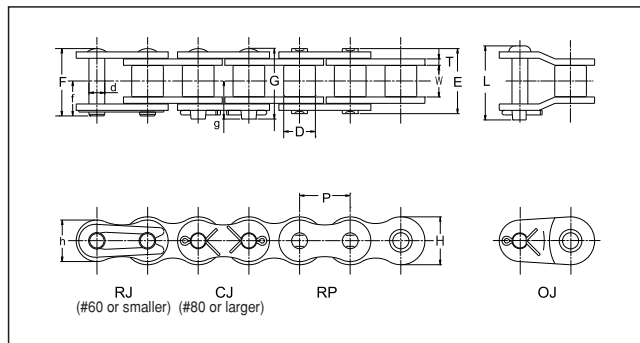 F
f
d
G
g
D
T
W
E
L
P
h
H
RJ
CJ
RP
OJ
(#60 or smaller)
(#80 or larger)